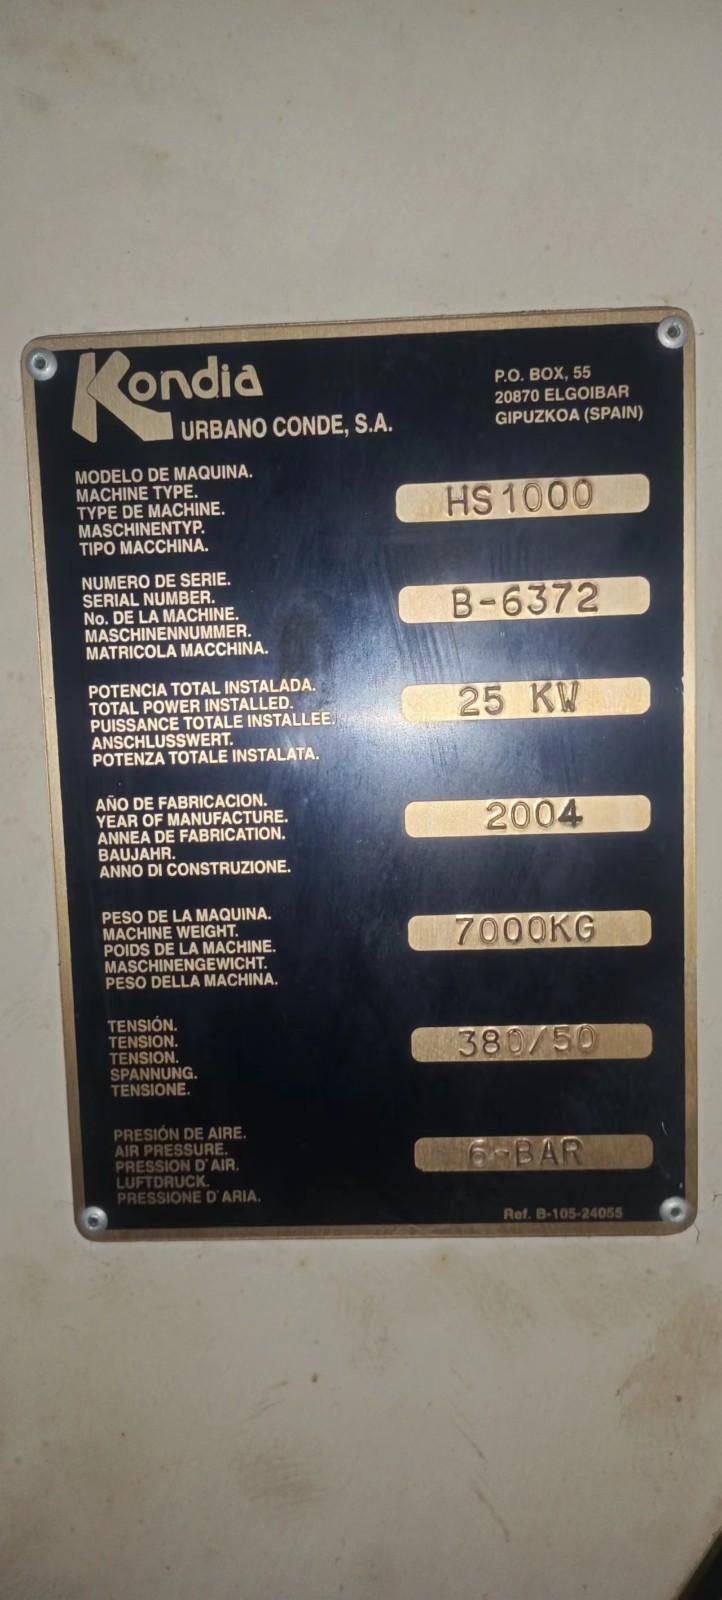 Kondia
URBANO CONDE, S.A.
P.O. BOX, 55
20870 ELGOIBAR
GIPUZKOA (SPAIN)
MODELO DE MAQUINA.
MACHINE TYPE.
TYPE DE MACHINE.
MASCHINENTYP.
TIPO MACCHINA.
HS1000
NUMERO DE SERIE.
SERIAL NUMBER.
No. DE LA MACHINE.
MASCHINENNUMMER.
MATRICOLA MACCHINA.
B-6372
POTENCIA TOTAL INSTALADA.
TOTAL POWER INSTALLED.
PUISSANCE TOTALE INSTALLEE.
ANSCHLUSSWERT.
POTENZA TOTALE INSTALATA.
25 KW
AÑO DE FABRICACION.
YEAR OF MANUFACTURE.
ANNEA DE FABRICATION.
BAUJAHR.
ANNO DI CONSTRUZIONE.
2004
PESO DE LA MAQUINA.
MACHINE WEIGHT.
POIDS DE LA MACHINE.
MASCHINENGEWICHT.
PESO DELLA MACHINA.
7000KG
TENSIÓN.
TENSION.
TENSION.
SPANNUNG.
TENSIONE.
380/50
PRESIÓN DE AIRE.
AIR PRESSURE.
PRESSION D'AIR.
LUFTDRUCK.
PRESSIONE D'ARIA.
6-BAR
Ref. B-105-24055